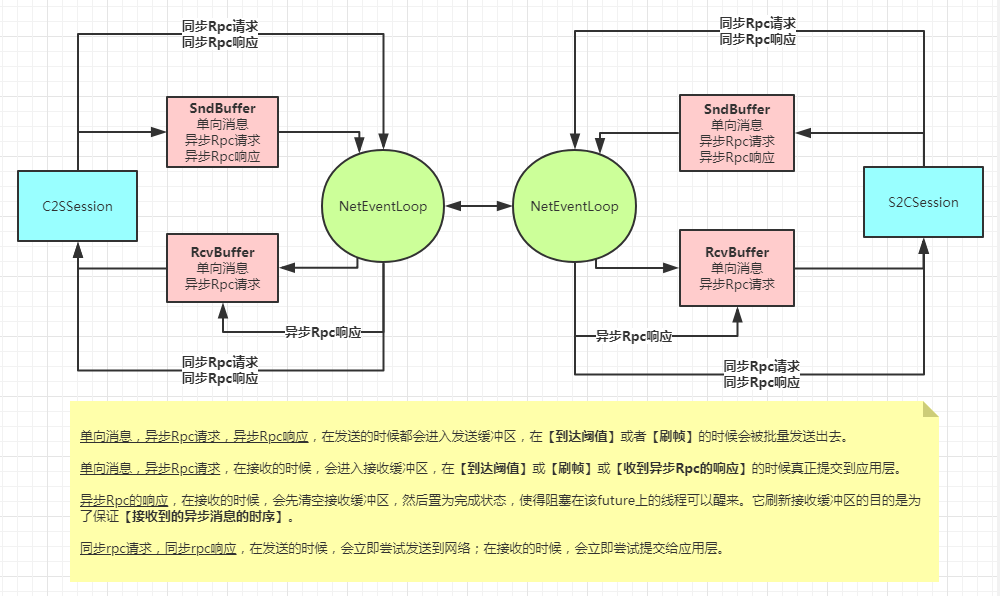 同步Rpc请求
同步Rpc响应
SndBuffer
单向消息
异步Rpc请求
异步Rpc响应
C2SSession
NetEventLoop
RcvBuffer
单向消息
异步Rpc请求
异步Rpc响应
同步Rpc请求
同步Rpc响应
同步Rpc请求
同步Rpc响应
SndBuffer
单向消息
异步Rpc请求
异步Rpc响应
NetEventLoop
S2CSession
RcvBuffer
单向消息
异步Rpc请求
异步Rpc响应
同步Rpc请求
同步Rpc响应
单向消息，异步Rpc请求，异步Rpc响应，在发送的时候都会进入发送缓冲区，在【到达阈值】或者【刷帧】的时候会被批量发送出去。
单向消息，异步Rpc请求，在接收的时候，会进入接收缓冲区，在【到达阈值】或【刷帧】或【收到异步Rpc的响应】的时候真正提交到应用层。
异步Rpc的响应，在接收的时候，会先清空接收缓冲区，然后置为完成状态，使得阻塞在该future上的线程可以醒来。它刷新接收缓冲区的目的是为
了保证【接收到的异步消息的时序】。
同步rpc请求，同步rpc响应，在发送的时候，会立即尝试发送到网络；在接收的时候，会立即尝试提交给应用层。